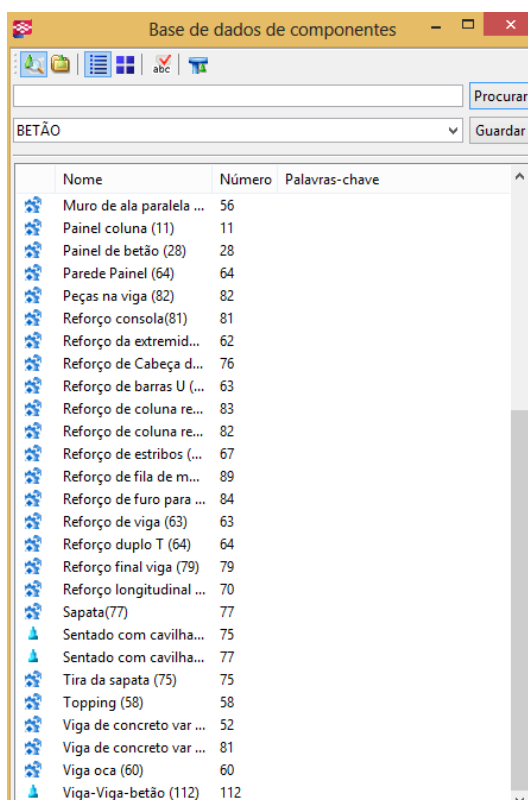 Base de dados de componentes
abc
Procurar
BETÃO
Guardar
Nome Número Palavras-chave
Muro de ala paralela ... 56
Painel coluna (11) 11
Painel de betão (28) 28
Parede Painel (64) 64
Peças na viga (82) 82
Reforço consola(81) 81
Reforço da extremid... 62
Reforço de Cabeça d... 76
Reforço de barras U (... 63
Reforço de coluna re... 83
Reforço de coluna re... 82
Reforço de estribos (... 67
Reforço de fila de m... 89
Reforço de furo para ... 84
Reforço de viga (63) 63
Reforço duplo T (64) 64
Reforço final viga (79) 79
Reforço longitudinal ... 70
Sapata(77) 77
Sentado com cavilha... 75
Sentado com cavilha... 77
Tira da sapata (75) 75
Topping (58) 58
Viga de concreto var ... 52
Viga de concreto var ... 81
Viga oca (60) 60
Viga-Viga-betão (112) 112